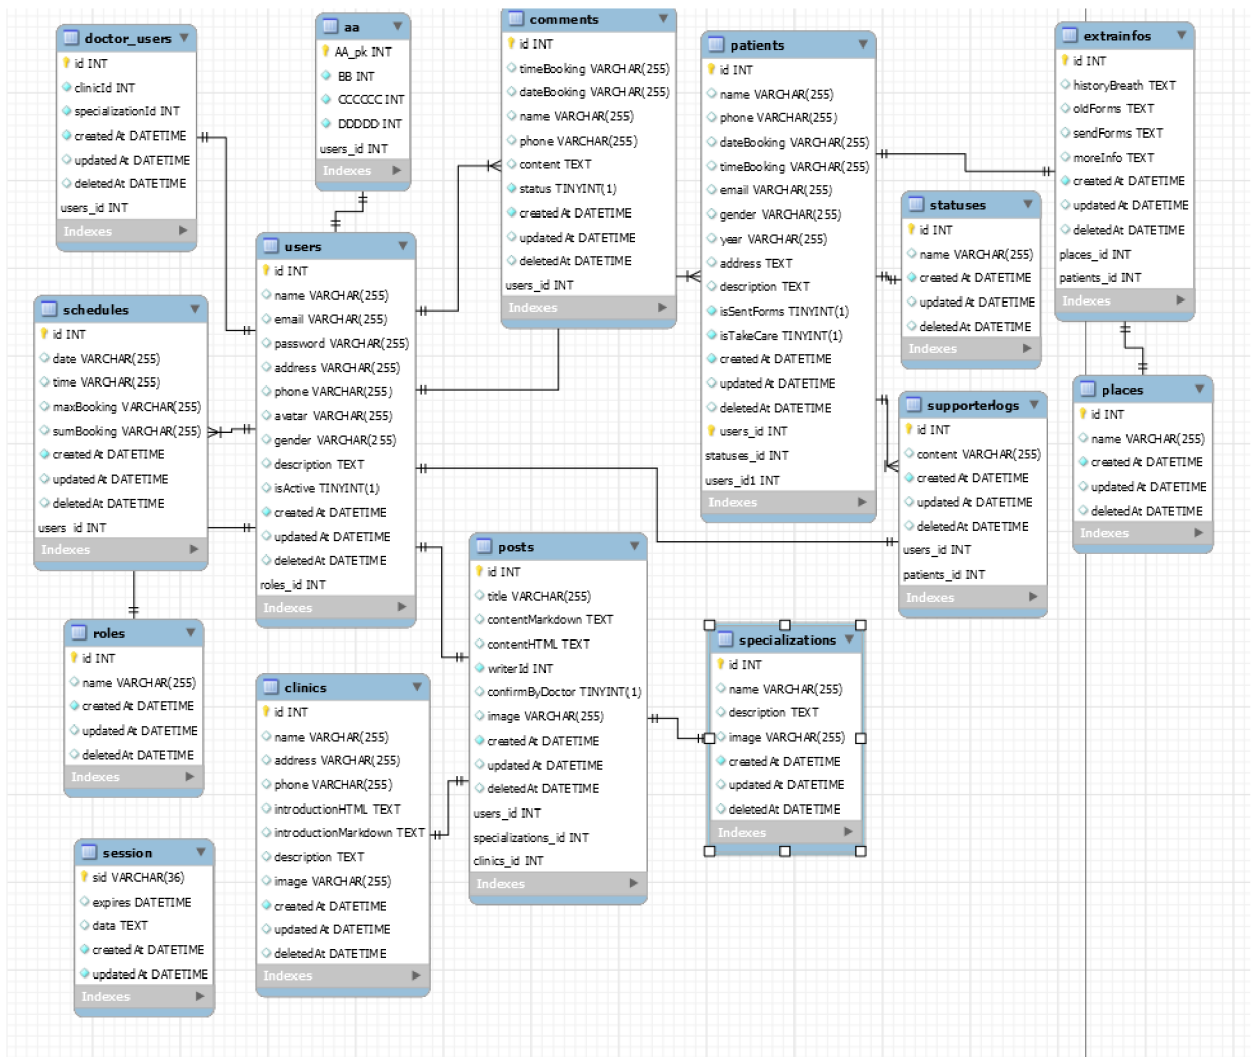 doctor_users
id INT
clinicId INT
specializationId INT
createdAt DATETIME
updatedAt DATETIME
deletedAt DATETIME
users_id INT
Indexes
aa
AA_pk INT
BB INT
CCCCCC INT
DDDDD INT
users_id INT
Indexes
comments
id INT
timeBooking VARCHAR(255)
dateBooking VARCHAR(255)
name VARCHAR(255)
phone VARCHAR(255)
content TEXT
status TINYINT(1)
createdAt DATETIME
updatedAt DATETIME
deletedAt DATETIME
users_id INT
Indexes
patients
id INT
name VARCHAR(255)
phone VARCHAR(255)
dateBooking VARCHAR(255)
timeBooking VARCHAR(255)
email VARCHAR(255)
gender VARCHAR(255)
year VARCHAR(255)
address TEXT
description TEXT
isSentForms TINYINT(1)
isTakeCare TINYINT(1)
createdAt DATETIME
updatedAt DATETIME
deletedAt DATETIME
users_id INT
statuses_id INT
users_id1 INT
Indexes
extrainfos
id INT
historyBreath TEXT
oldForms TEXT
sendForms TEXT
moreInfo TEXT
createdAt DATETIME
updatedAt DATETIME
deletedAt DATETIME
places_id INT
patients_id INT
Indexes
statuses
id INT
name VARCHAR(255)
createdAt DATETIME
updatedAt DATETIME
deletedAt DATETIME
Indexes
users
id INT
name VARCHAR(255)
email VARCHAR(255)
password VARCHAR(255)
address VARCHAR(255)
phone VARCHAR(255)
avatar VARCHAR(255)
gender VARCHAR(255)
description TEXT
isActive TINYINT(1)
createdAt DATETIME
updatedAt DATETIME
deletedAt DATETIME
roles_id INT
Indexes
schedules
id INT
date VARCHAR(255)
time VARCHAR(255)
maxBooking VARCHAR(255)
sumBooking VARCHAR(255)
createdAt DATETIME
updatedAt DATETIME
deletedAt DATETIME
users_id INT
Indexes
supporterlogs
id INT
content VARCHAR(255)
createdAt DATETIME
updatedAt DATETIME
deletedAt DATETIME
users_id INT
patients_id INT
Indexes
places
id INT
name VARCHAR(255)
createdAt DATETIME
updatedAt DATETIME
deletedAt DATETIME
Indexes
posts
id INT
title VARCHAR(255)
contentMarkdown TEXT
contentHTML TEXT
writerId INT
confirmByDoctor TINYINT(1)
image VARCHAR(255)
createdAt DATETIME
updatedAt DATETIME
deletedAt DATETIME
users_id INT
specializations_id INT
clinics_id INT
Indexes
roles
id INT
name VARCHAR(255)
createdAt DATETIME
updatedAt DATETIME
deletedAt DATETIME
Indexes
specializations
id INT
name VARCHAR(255)
description TEXT
image VARCHAR(255)
createdAt DATETIME
updatedAt DATETIME
deletedAt DATETIME
Indexes
clinics
id INT
name VARCHAR(255)
address VARCHAR(255)
phone VARCHAR(255)
introductionHTML TEXT
introductionMarkdown TEXT
description TEXT
image VARCHAR(255)
createdAt DATETIME
updatedAt DATETIME
deletedAt DATETIME
Indexes
session
sid VARCHAR(36)
expires DATETIME
data TEXT
createdAt DATETIME
updatedAt DATETIME
Indexes